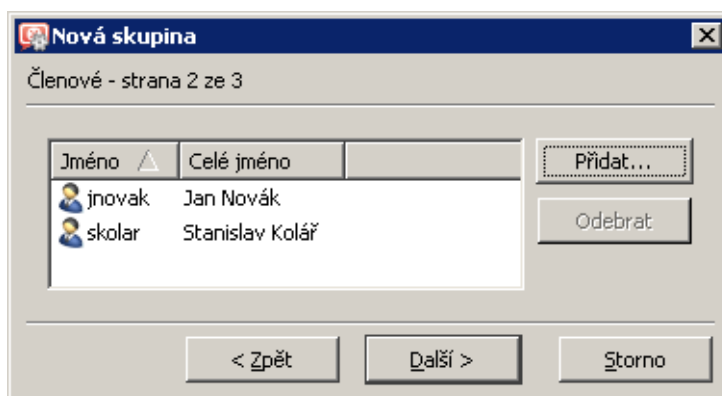 Nová skupina
Členové - strana 2 ze 3
Jméno Celé jméno
Přidat...
jnovak Jan Novák
skolar Stanislav Kolář
Odebrat
< Zpět Další > Storno